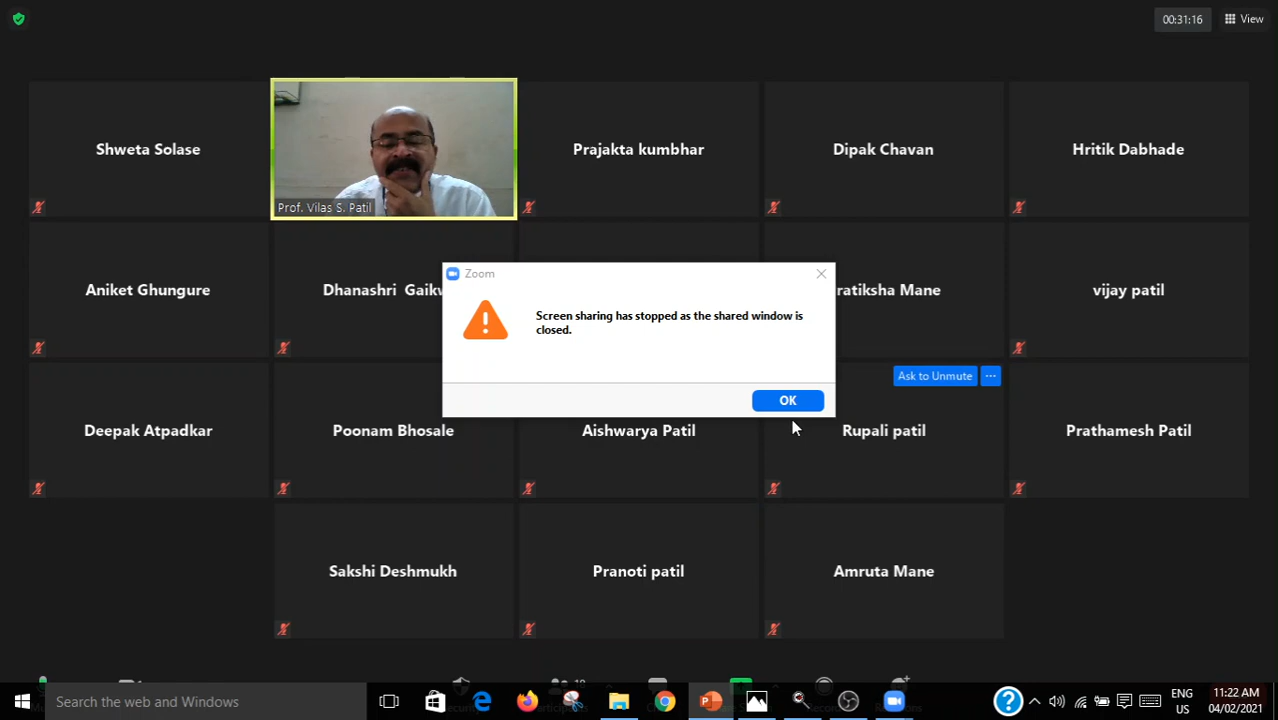 00:31:16
View
Shweta Solase
Prof. Vilas S. Patil
Prajakta kumbhar
Dipak Chavan
Hritik Dabhade
Aniket Ghungure
Dhanashri Gaikw
ratiksha Mane
vijay patil
Zoom
Screen sharing has stopped as the shared window is
closed.
OK
Ask to Unmute
Deepak Atpadkar
Poonam Bhosale
Aishwarya Patil
Rupali patil
Prathamesh Patil
Sakshi Deshmukh
Pranoti patil
Amruta Mane
Search the web and Windows
ENG
US
11:22 AM
04/02/2021